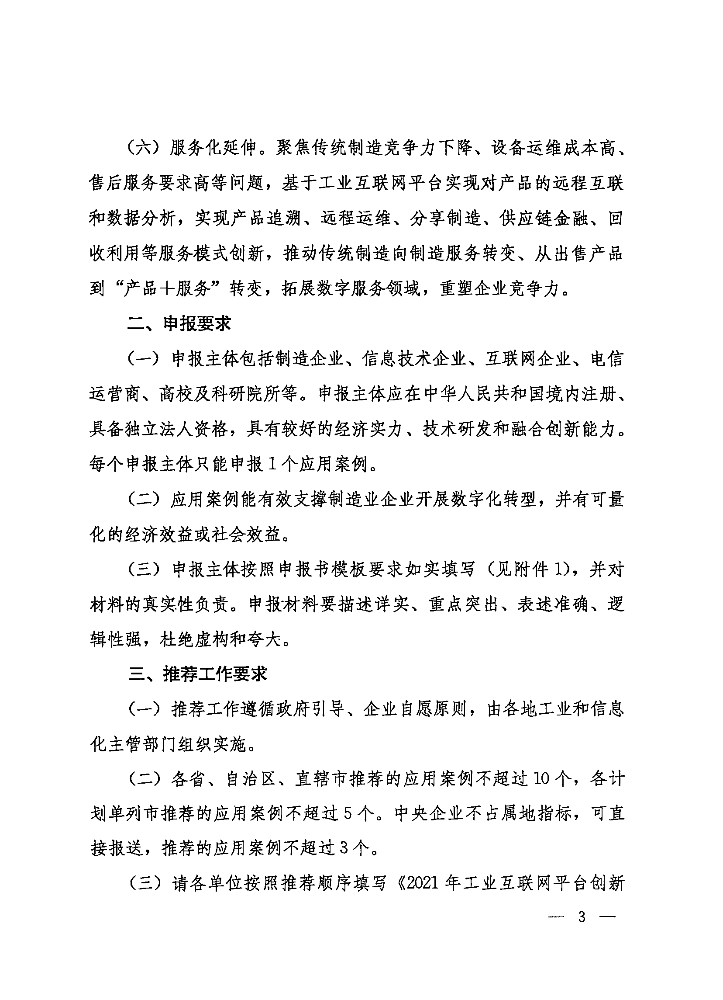 （六）服务化延伸。聚焦传统制造竞争力下降、设备运维成本高、
售后服务要求高等问题，基于工业互联网平台实现对产品的远程互联
和数据分析，实现产品追溯、远程运维、分享制造、供应链金融、回
收利用等服务模式创新，推动传统制造向制造服务转变、从出售产品
到“产品＋服务”转变，拓展数字服务领域，重塑企业竞争力。
二、申报要求
（一）申报主体包括制造企业、信息技术企业、互联网企业、电信
运营商、高校及科研院所等。申报主体应在中华人民共和国境内注册、
具备独立法人资格，具有较好的经济实力、技术研发和融合创新能力。
每个申报主体只能申报1个应用案例。
（二）应用案例能有效支撑制造业企业开展数字化转型，并有可量
化的经济效益或社会效益。
（三）申报主体按照申报书模板要求如实填写（见附件1），并对
材料的真实性负责。申报材料要描述详实、重点突出、表述准确、逻
辑性强，杜绝虚构和夸大。
三、推荐工作要求
（一）推荐工作遵循政府引导、企业自愿原则，由各地工业和信息
化主管部门组织实施。
（二）各省、自治区、直辖市推荐的应用案例不超过10个，各计
划单列市推荐的应用案例不超过5个。中央企业不占属地指标，可直
接报送，推荐的应用案例不超过3个。
（三）请各单位按照推荐顺序填写《2021年工业互联网平台创新
— 3 —